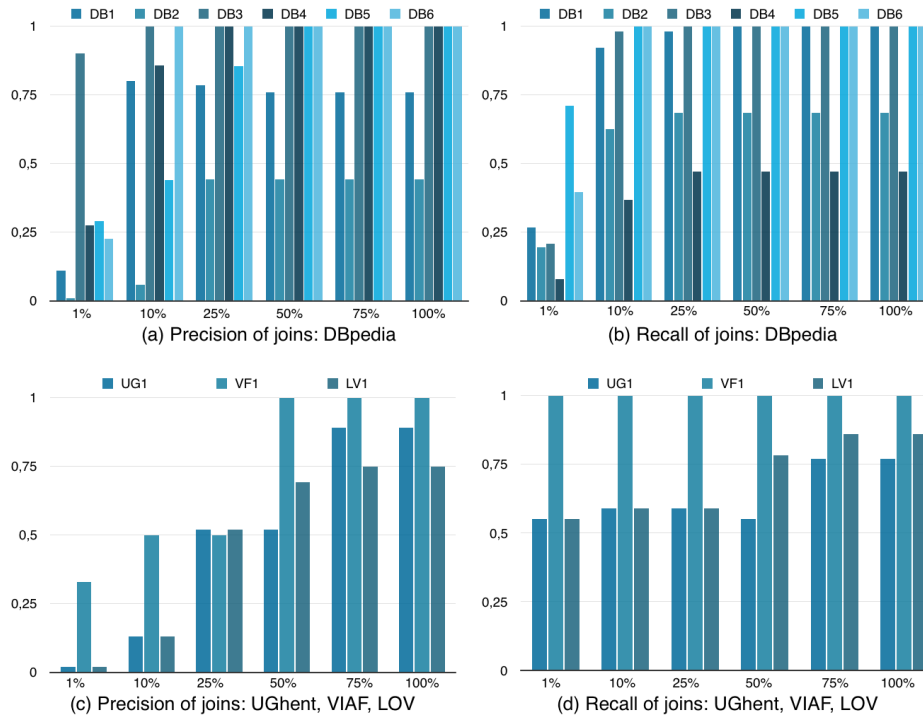 DB1 DB2 DB3 DB4 DB5 DB6
1
0,75
0,5
0,25
0
1% 10% 25% 50% 75% 100%
(a) Precision of joins: DBpedia
DB1 DB2 DB3 DB4 DB5 DB6
1
0,75
0,5
0,25
0
1% 10% 25% 50% 75% 100%
(b) Recall of joins: DBpedia
UG1 VF1 LV1
1
0,75
0,5
0,25
0
1% 10% 25% 50% 75% 100%
(c) Precision of joins: UGhent, VIAF, LOV
UG1 VF1 LV1
1
0,75
0,5
0,25
0
1% 10% 25% 50% 75% 100%
(d) Recall of joins: UGhent, VIAF, LOV